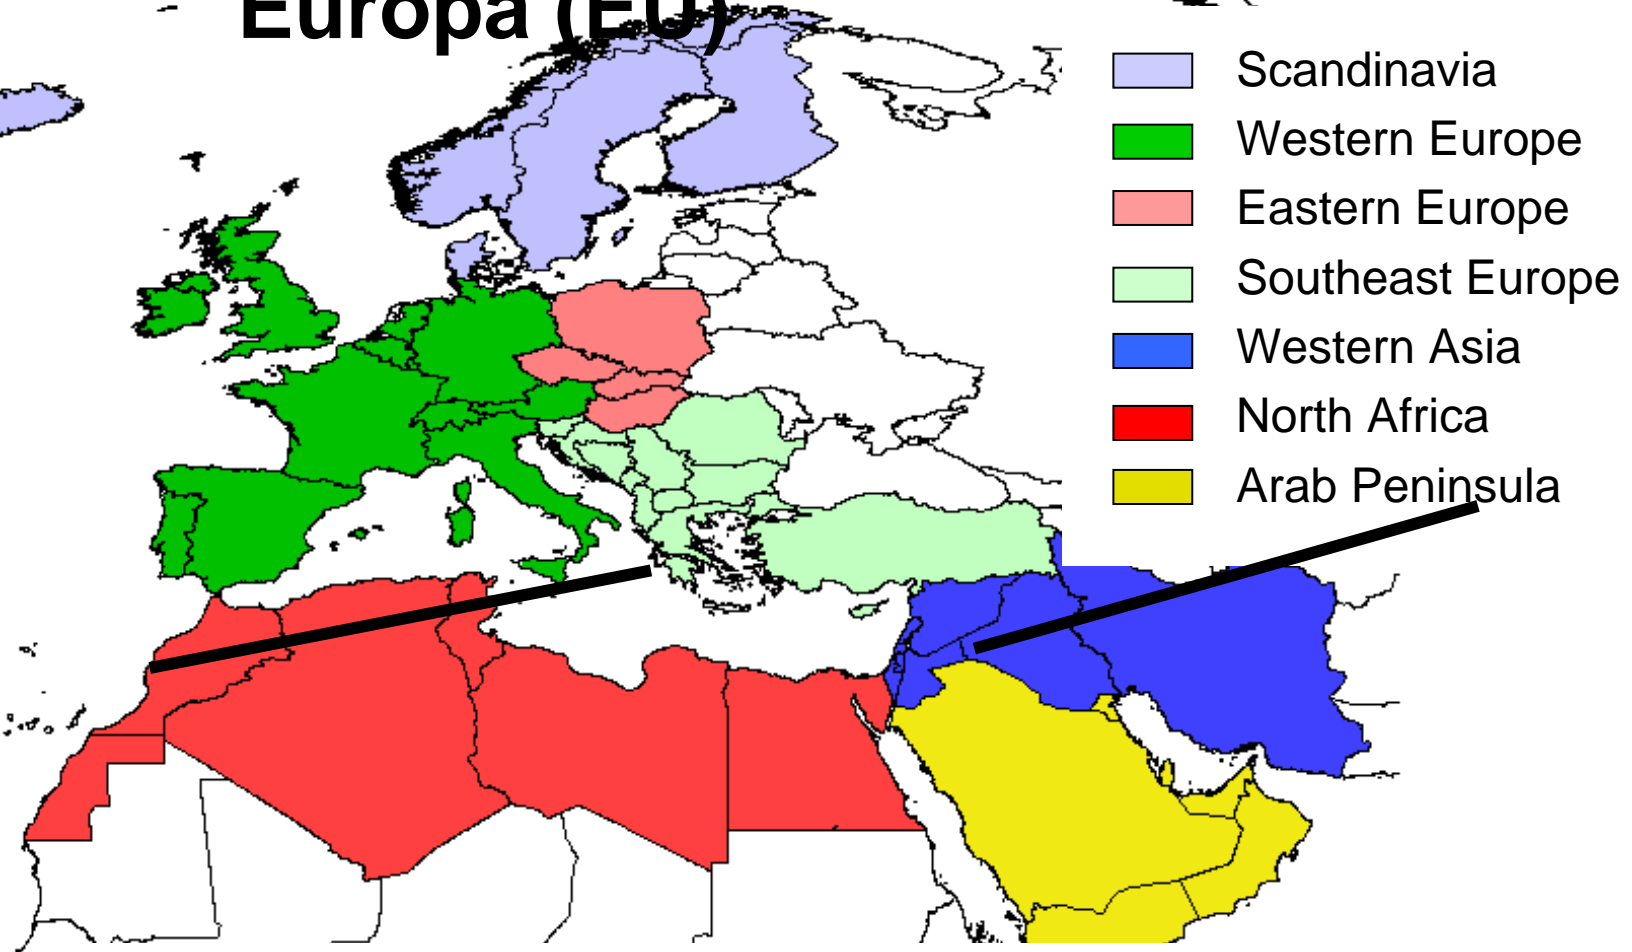 Europa (EU)
Scandinavia
Western Europe
Eastern Europe
Southeast Europe
Western Asia
North Africa
Arab Peninsula